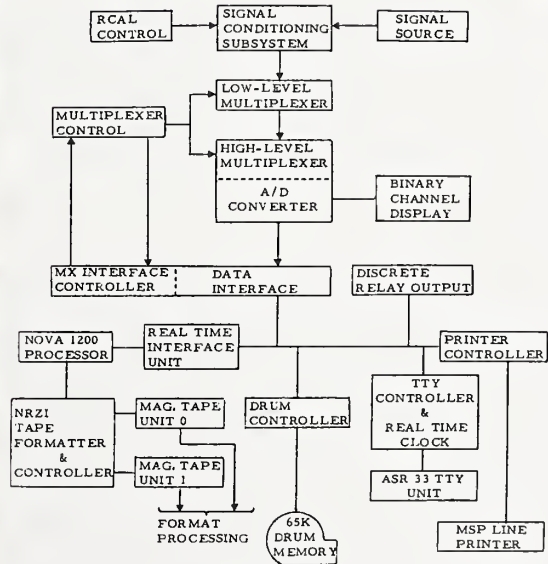 RCAL
CONTROL
SIGNAL
CONDITIONING
SUBSYSTEM
SIGNAL
SOURCE
LOW-LEVEL
MULTIPLEXER
MULTIPLEXER
CONTROL
HIGH-LEVEL
MULTIPLEXER
A/D
CONVERTER
BINARY
CHANNEL
DISPLAY
MX INTERFACE
CONTROLLER
DATA
INTERFACE
DISCRETE
RELAY OUTPUT
NOVA 1200
PROCESSOR
REAL TIME
INTERFACE
UNIT
PRINTER
CONTROLLER
NRZI
TAPE
FORMATTER
&
CONTROLLER
MAG. TAPE
UNIT 0
MAG. TAPE
UNIT 1
FORMAT
PROCESSING
DRUM
CONTROLLER
65K
DRUM
MEMORY
TTY
CONTROLLER
&
REAL TIME
CLOCK
ASR 33 TTY
UNIT
MSP LINE
PRINTER